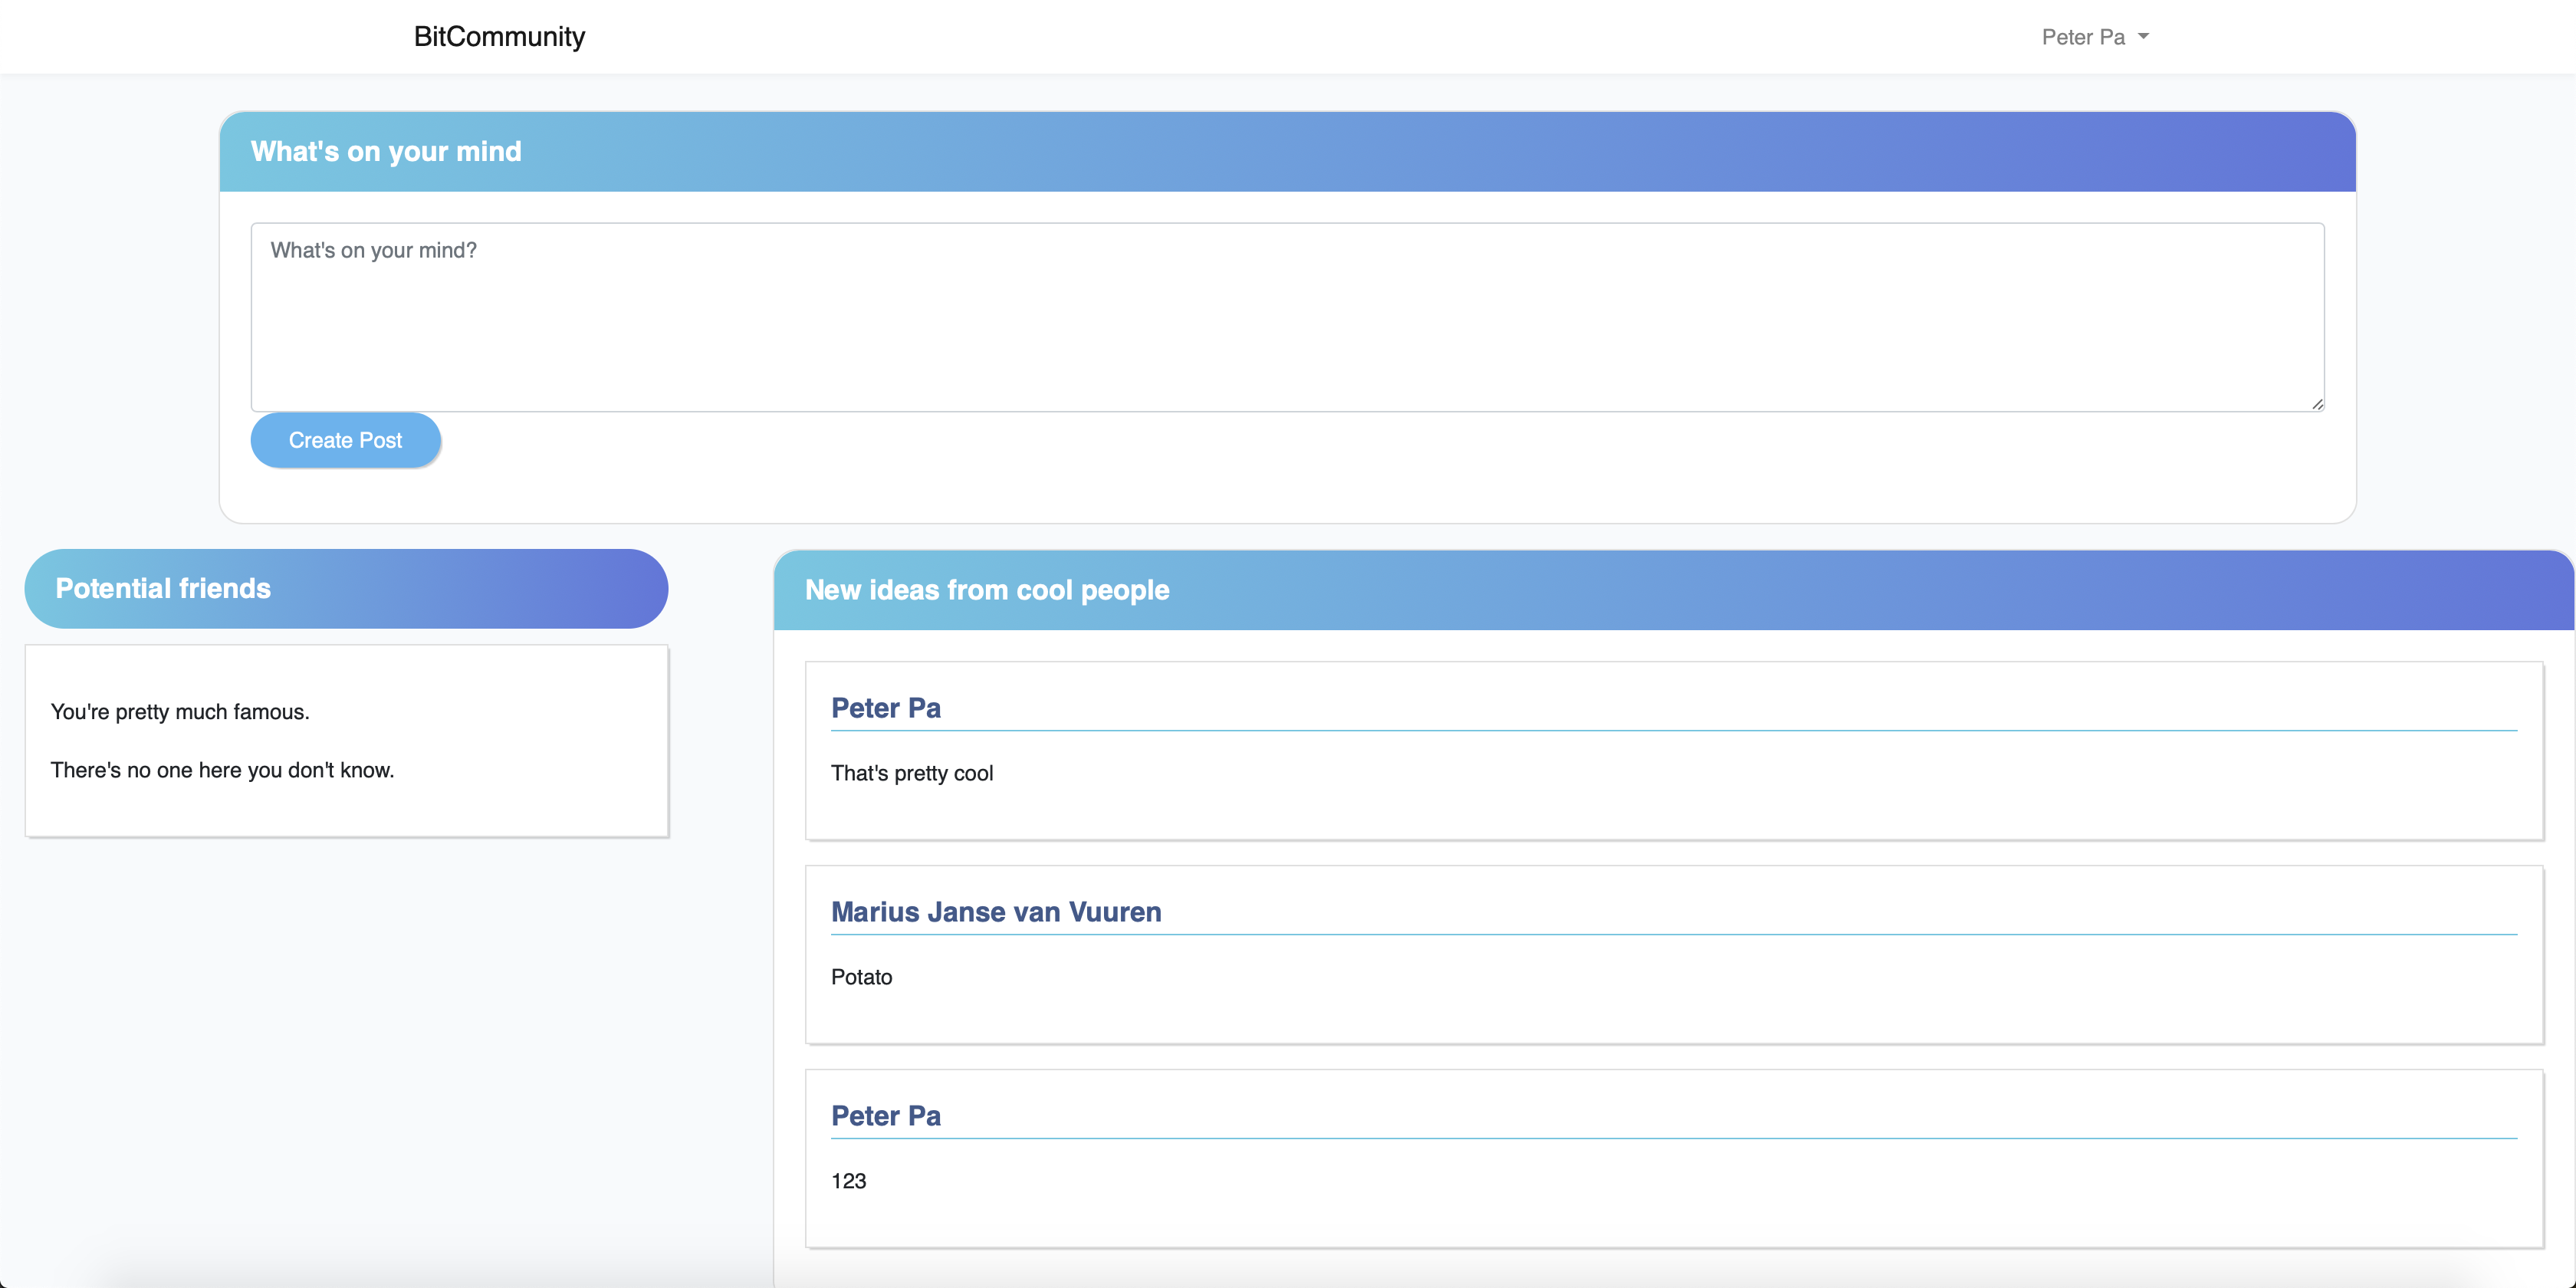 BitCommunity
Peter Pa
What's on your mind
What's on your mind?
Create Post
Potential friends
You're pretty much famous.
There's no one here you don't know.
New ideas from cool people
Peter Pa
That's pretty cool
Marius Janse van Vuuren
Potato
Peter Pa
123